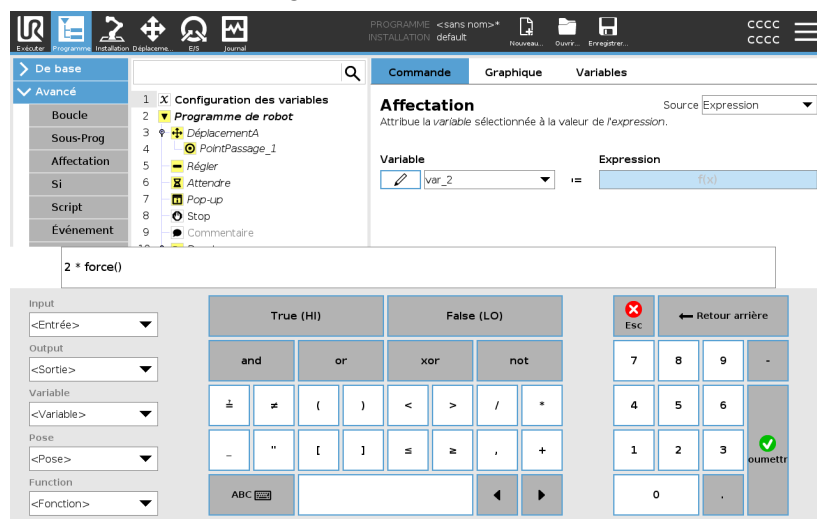 PROGRAMME <sans nom>*
INSTALLATION default
Exécuter Programme Installation Déplaceme... E/S Journal
Nouveau... Ouvrir... Enregistrer...
CCCC
CCCC
De base
Avancé
Boucle
Sous-Prog
Affectation
Si
Script
Événement
1 X Configuration des variables
2 Programme de robot
3 DéplacementA
4 PointPassage_1
5 Régler
6 Attendre
7 Pop-up
8 Stop
9 Commentaire
Commande Graphique Variables
Affectation
Source Expression
Attribue la variable sélectionnée à la valeur de l'expression.
Variable Expression
var_2 := f(x)
2 * force()
Input
<Entrée>
Output
<Sortie>
Variable
<Variable>
Pose
<Pose>
Function
<Fonction>
True (HI) False (LO)
and or xor not
≟ ≠ ( ) < > / *
_ " [ ] ≤ ≥ , +
ABC
Esc Retour arrière
7 8 9 -
4 5 6
1 2 3 oumettr
0 .